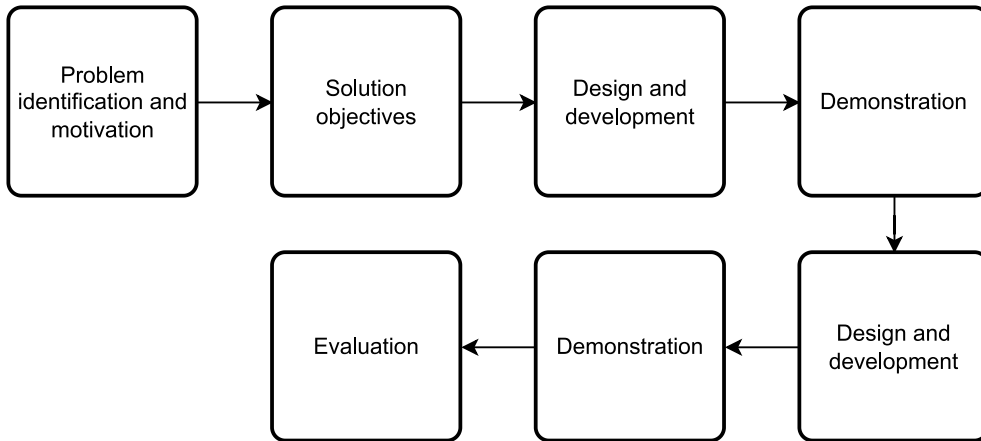 Problem
identification and
motivation
Solution
objectives
Design and
development
Demonstration
Design and
development
Demonstration
Evaluation